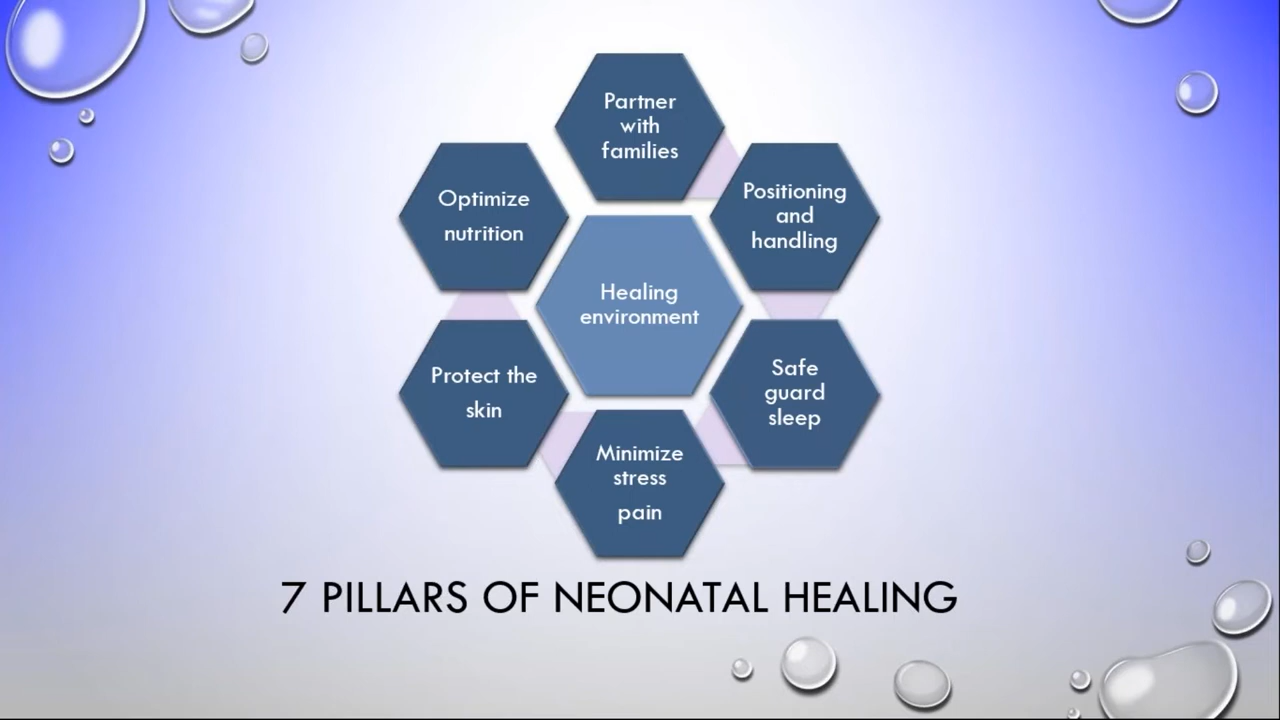 Partner
with
families
Optimize
nutrition
Positioning
and
handling
Healing
environment
Protect the
skin
Safe
guard
sleep
Minimize
stress
pain
7 PILLARS OF NEONATAL HEALING